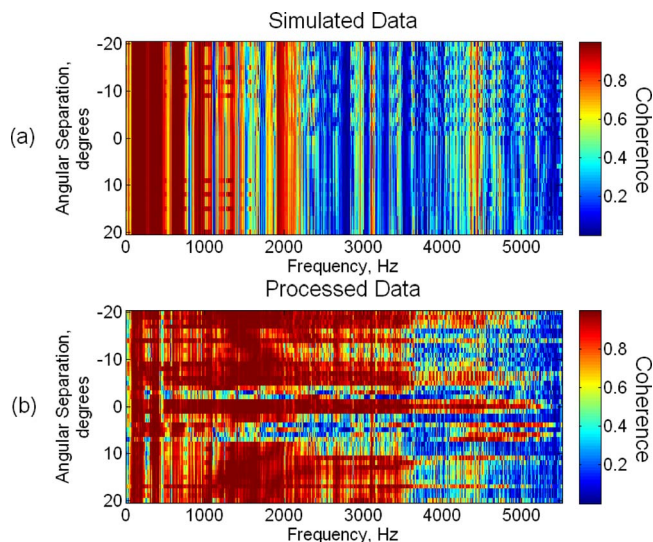 Simulated Data
(a)
Angular Separation,
degrees
-20
-10
0
10
20
0 1000 2000 3000 4000 5000
Frequency, Hz
0.8
0.6
0.4
0.2
Coherence
Processed Data
(b)
Angular Separation,
degrees
-20
-10
0
10
20
0 1000 2000 3000 4000 5000
Frequency, Hz
0.8
0.6
0.4
0.2
Coherence